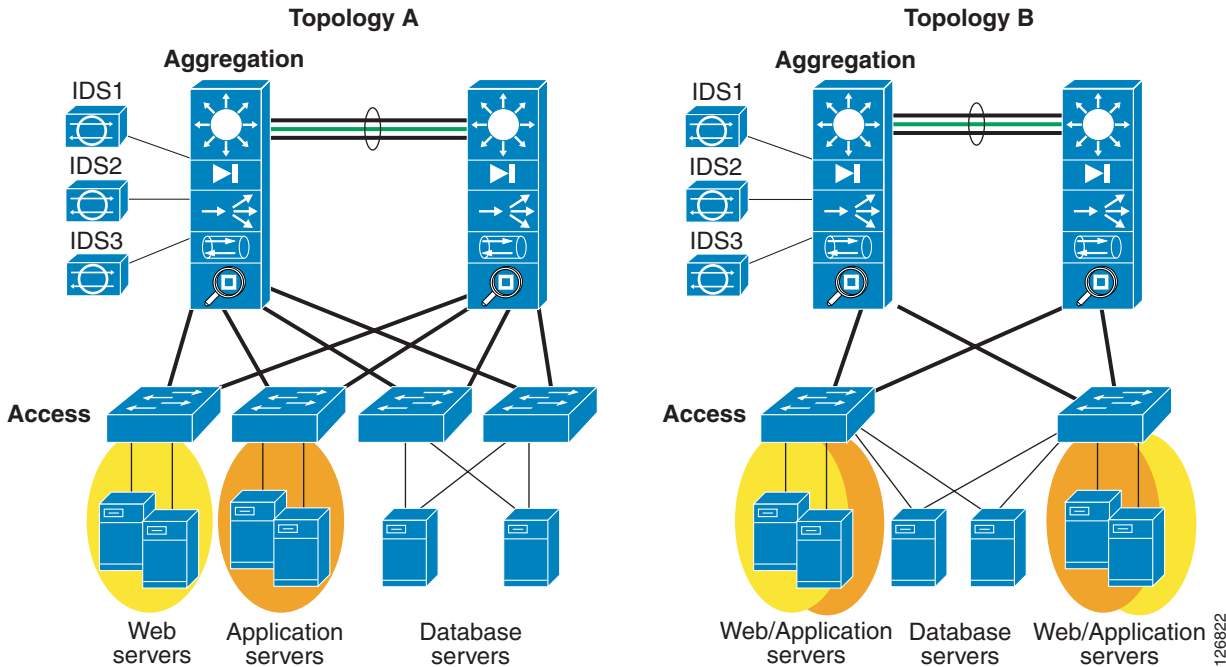 Topology A
Aggregation
IDS1
IDS2
IDS3
Access
Web
servers
Application
servers
Database
servers
Topology B
Aggregation
IDS1
IDS2
IDS3
Access
Web/Application
servers
Database
servers
Web/Application
servers
126822